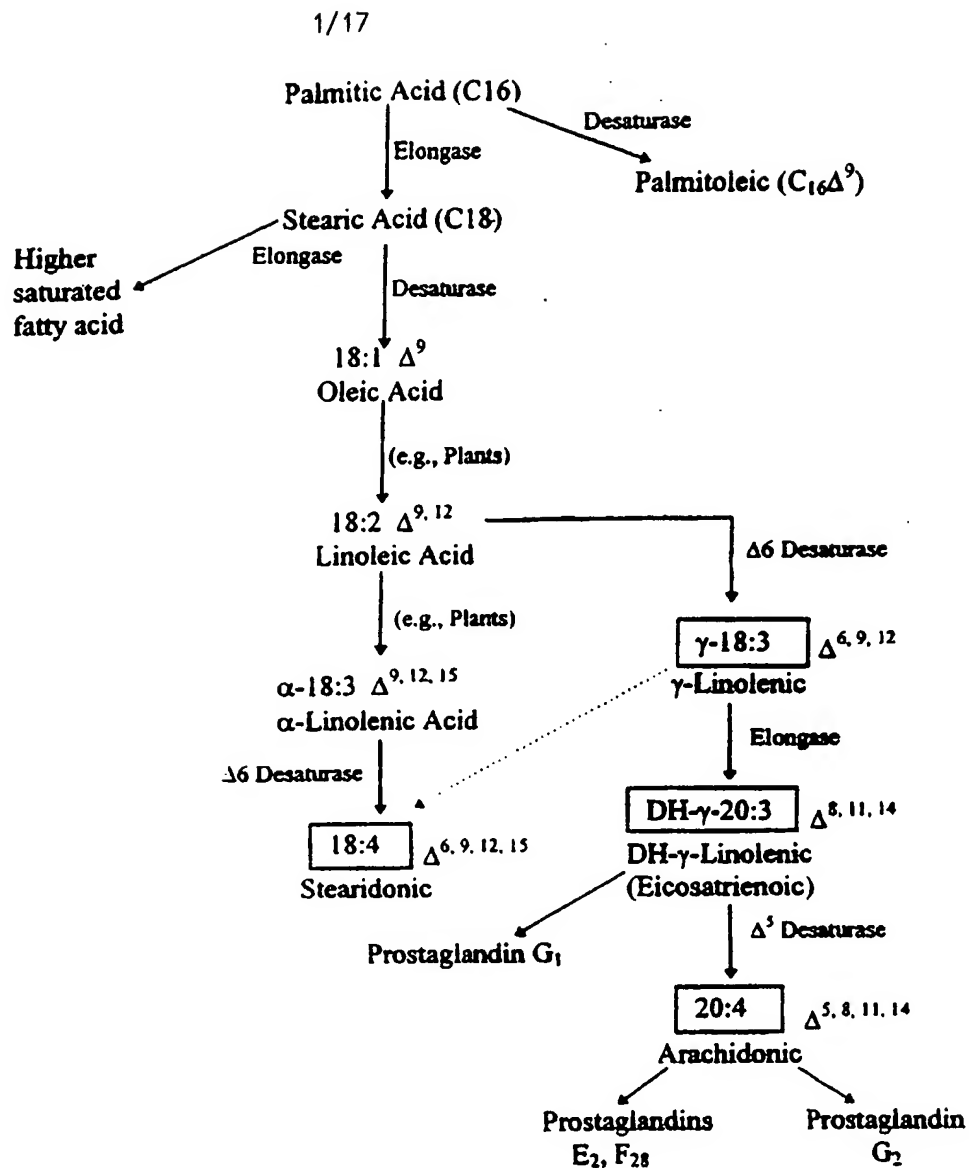 1/17
Palmitic Acid (C16)
Desaturase
Elongase
Palmitoleic (C₁₆Δ⁹)
Stearic Acid (C18)
Elongase
Higher
saturated
fatty acid
Desaturase
18:1 Δ⁹
Oleic Acid
(e.g., Plants)
18:2 Δ⁹, ¹²
Linoleic Acid
Δ6 Desaturase
(e.g., Plants)
γ-18:3 Δ⁶, ⁹, ¹²
γ-Linolenic
α-18:3 Δ⁹, ¹², ¹⁵
α-Linolenic Acid
Elongase
Δ6 Desaturase
DH-γ-20:3 Δ⁸, ¹¹, ¹⁴
DH-γ-Linolenic
(Eicosatrienoic)
18:4 Δ⁶, ⁹, ¹², ¹⁵
Stearidonic
Δ⁵ Desaturase
Prostaglandin G₁
20:4 Δ⁵, ⁸, ¹¹, ¹⁴
Arachidonic
Prostaglandins
E₂, F₂₈
Prostaglandin
G₂